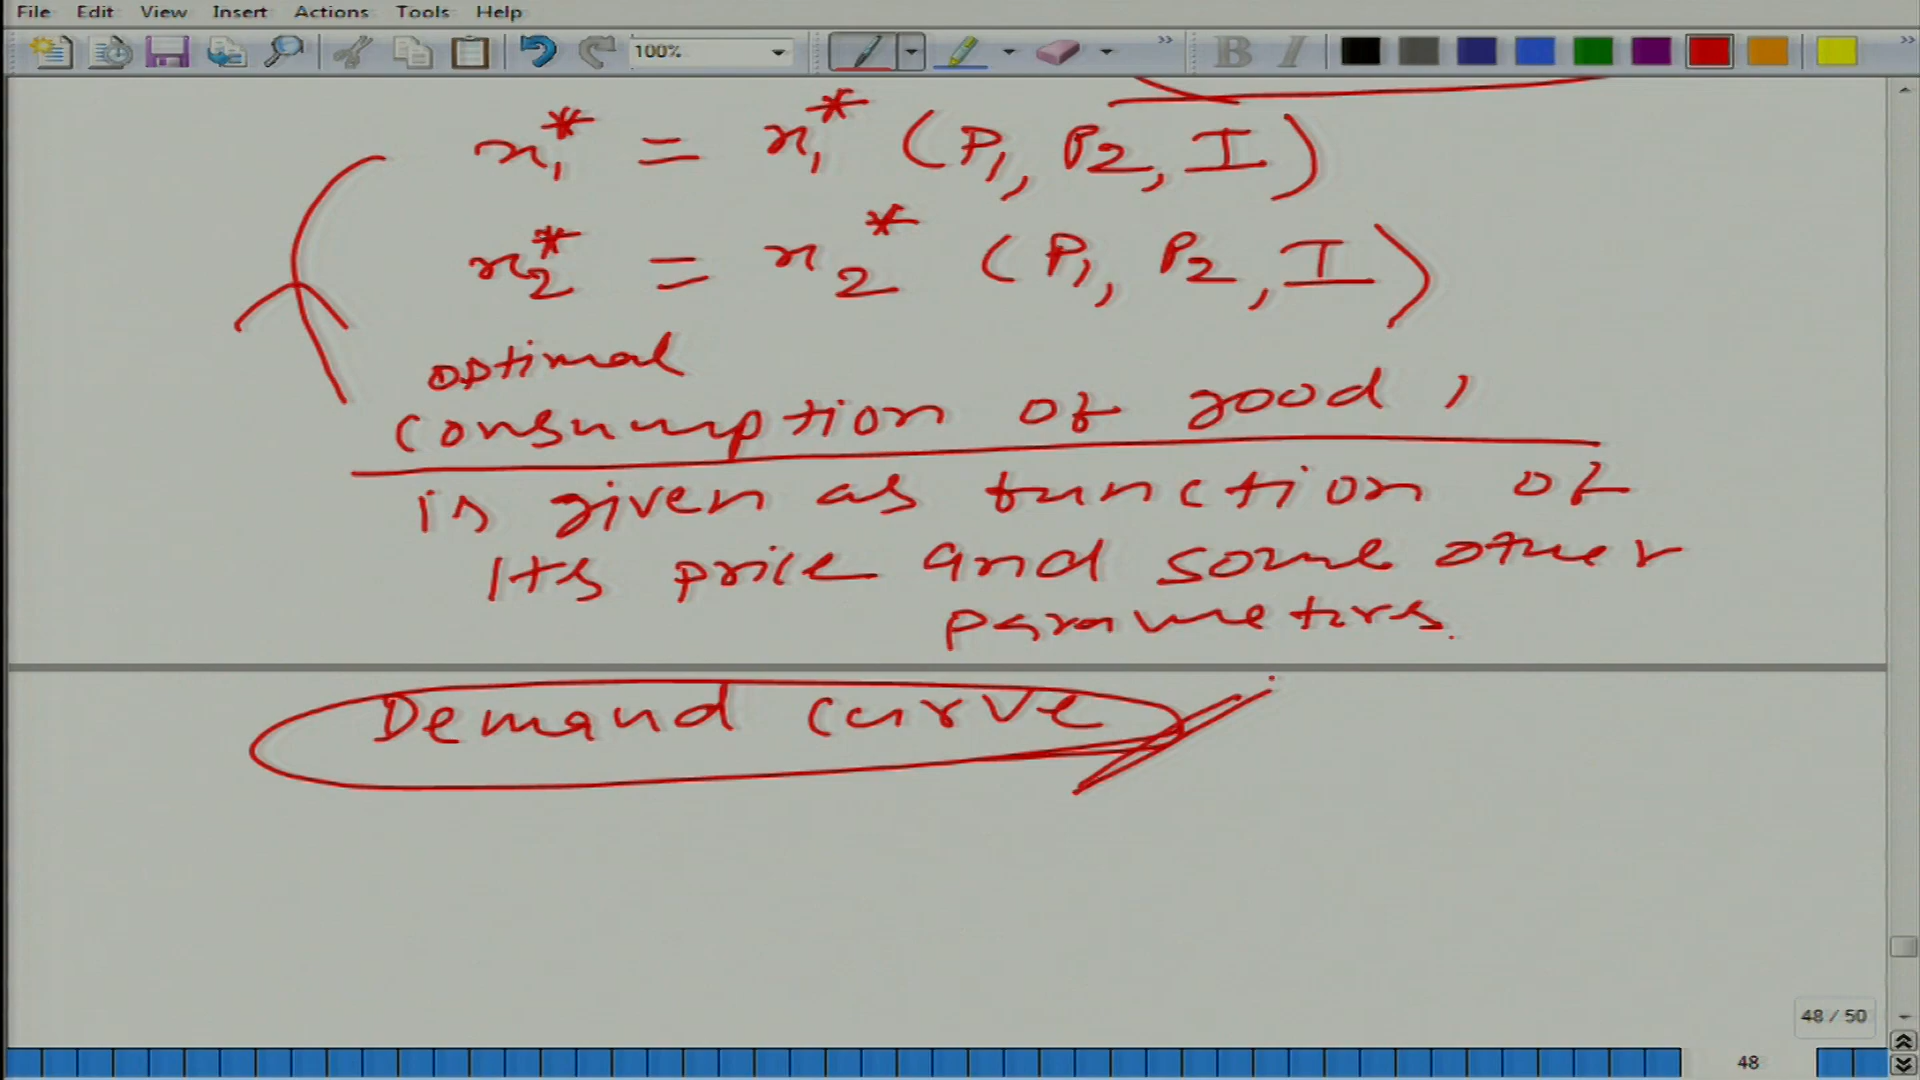 File Edit View Insert Actions Tools Help
100%
B I
x₁* = x₁* (P₁, P₂, I)
x₂* = x₂* (P₁, P₂, I)
optimal
consumption of good 1
is given as function of
its price and some other
parameters.
Demand curve
48 / 50
48